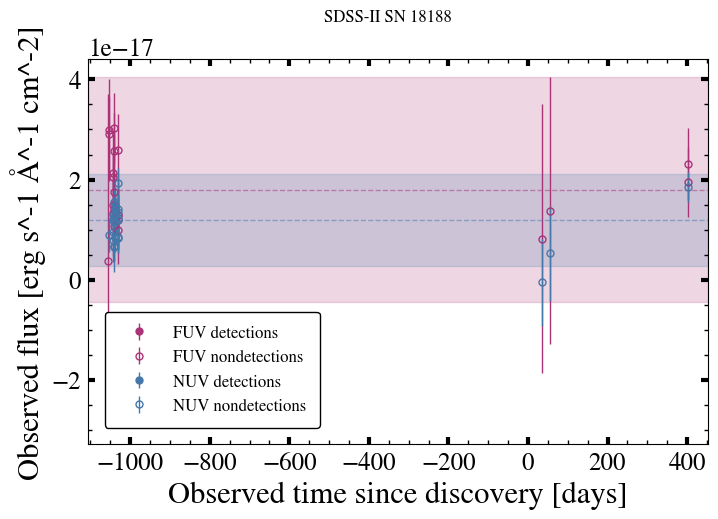 SDSS-II SN 18188
1e−17
Observed flux [erg s^-1 Å^-1 cm^-2]
4
2
0
−2
FUV detections
FUV nondetections
NUV detections
NUV nondetections
−1000 −800 −600 −400 −200 0 200 400
Observed time since discovery [days]